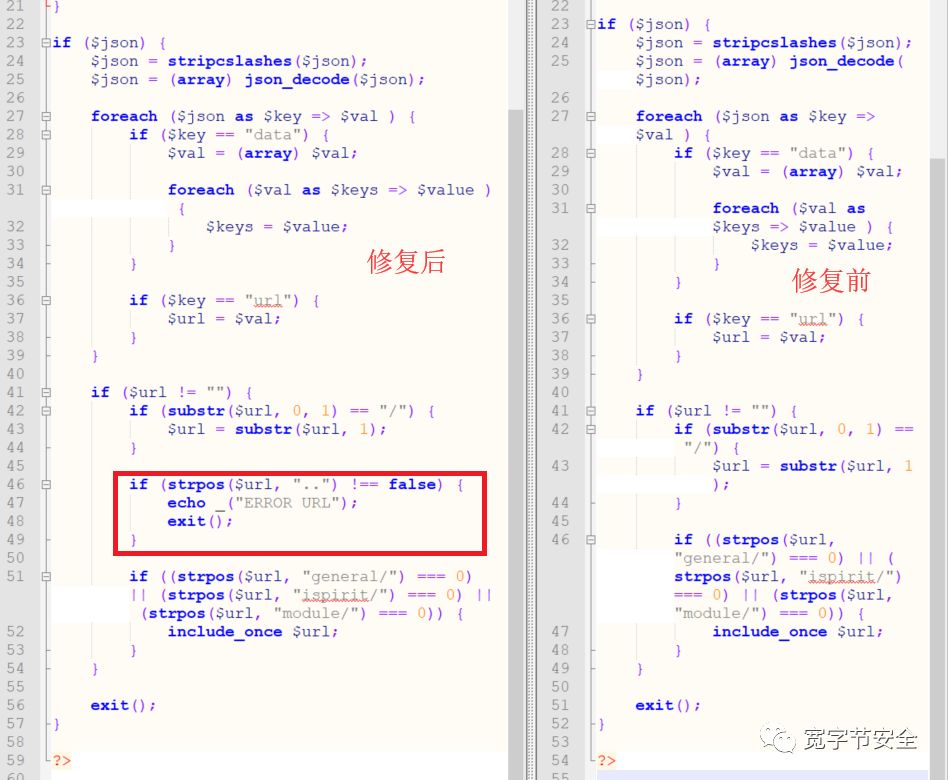 21 }
22
23 if ($json) {
24 $json = stripcslashes($json);
25 $json = (array) json_decode($json);
26
27 foreach ($json as $key => $val ) {
28 if ($key == "data") {
29 $val = (array) $val;
30
31 foreach ($val as $keys => $value )
{
32 $keys = $value;
33 }
34 }
35
36 if ($key == "url") {
37 $url = $val;
38 }
39 }
40
41 if ($url != "") {
42 if (substr($url, 0, 1) == "/") {
43 $url = substr($url, 1);
44 }
45
46 if (strpos($url, "..") !== false) {
47 echo _("ERROR URL");
48 exit();
49 }
50
51 if ((strpos($url, "general/") === 0)
|| (strpos($url, "ispirit/") === 0) ||
(strpos($url, "module/") === 0)) {
52 include_once $url;
53 }
54 }
55
56 exit();
57 }
58
59 ?>
60
修复后
22
23 if ($json) {
24 $json = stripcslashes($json);
25 $json = (array) json_decode(
$json);
26
27 foreach ($json as $key =>
$val ) {
28 if ($key == "data") {
29 $val = (array) $val;
30
31 foreach ($val as
$keys => $value ) {
32 $keys = $value;
33 }
34 }
35
36 if ($key == "url") {
37 $url = $val;
38 }
39 }
40
41 if ($url != "") {
42 if (substr($url, 0, 1) ==
"/") {
43 $url = substr($url, 1
);
44 }
45
46 if ((strpos($url,
"general/") === 0) || (
strpos($url, "ispirit/")
=== 0) || (strpos($url,
"module/") === 0)) {
47 include_once $url;
48 }
49 }
50
51 exit();
52 }
53
54 ?>
55
修复前
宽字节安全